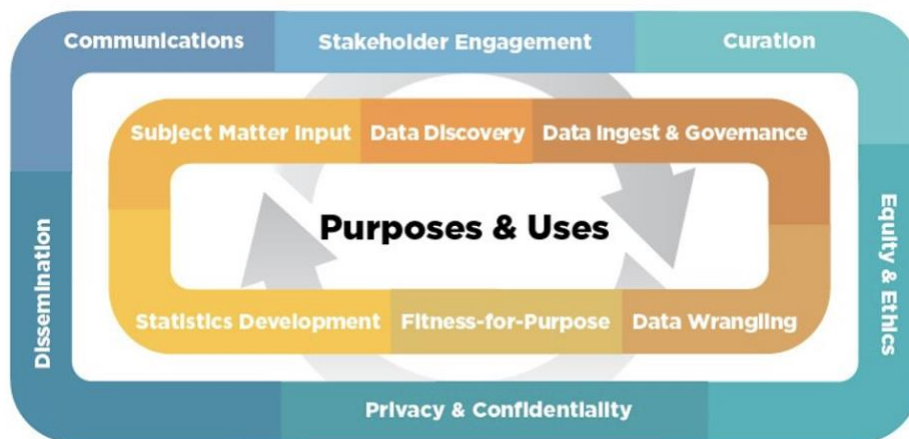 Communications
Stakeholder Engagement
Curation
Subject Matter Input
Data Discovery
Data Ingest & Governance
Purposes & Uses
Dissemination
Equity & Ethics
Statistics Development
Fitness-for-Purpose
Data Wrangling
Privacy & Confidentiality